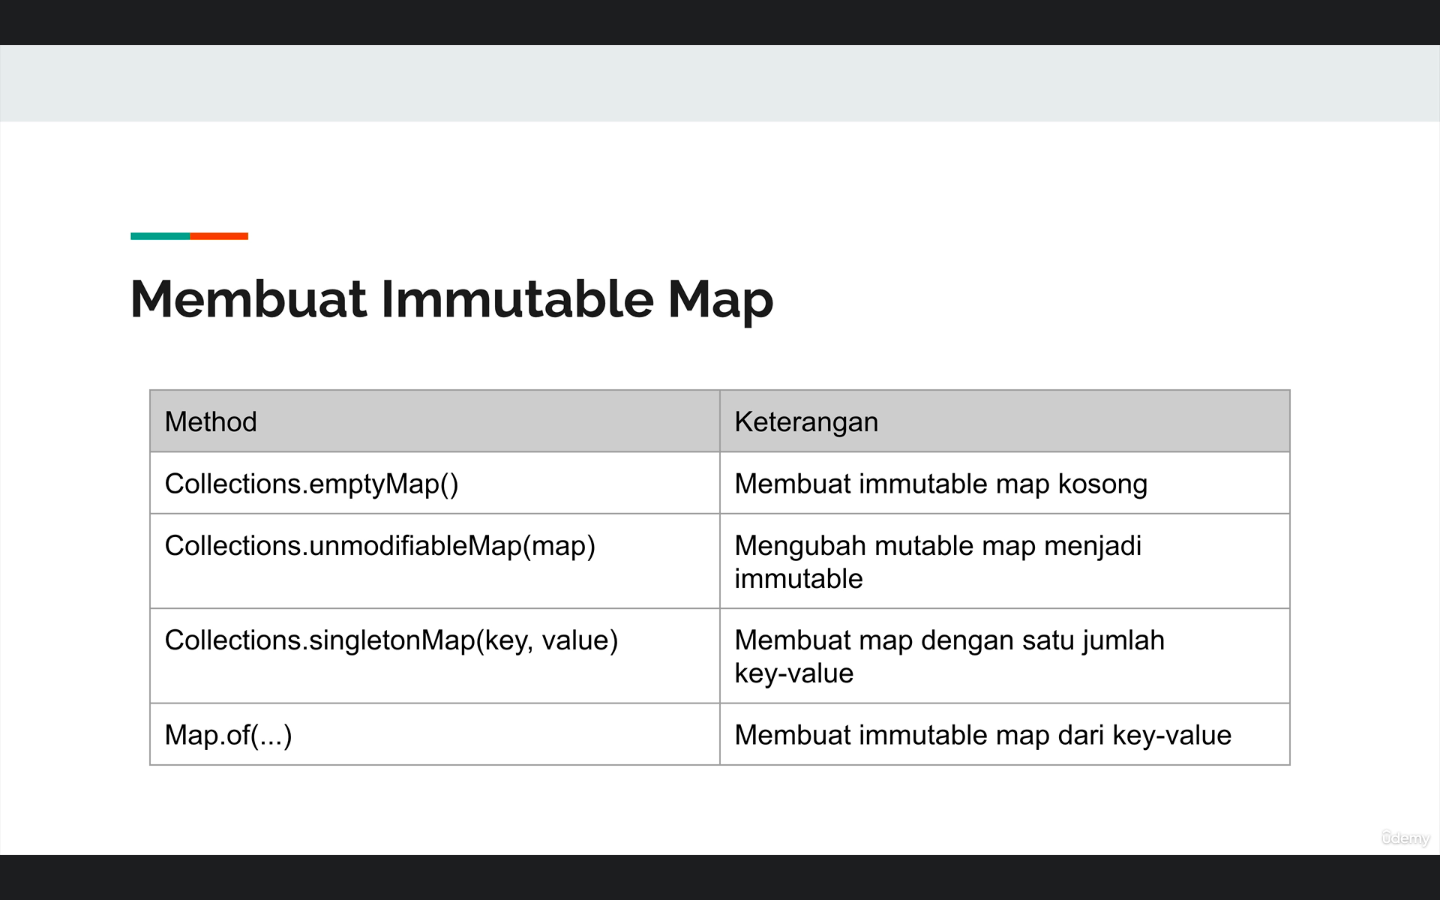 Membuat Immutable Map
Method
Keterangan
Collections.emptyMap()
Membuat immutable map kosong
Collections.unmodifiableMap(map)
Mengubah mutable map menjadi
immutable
Collections.singletonMap(key, value)
Membuat map dengan satu jumlah
key-value
Map.of(...)
Membuat immutable map dari key-value
ûdemy